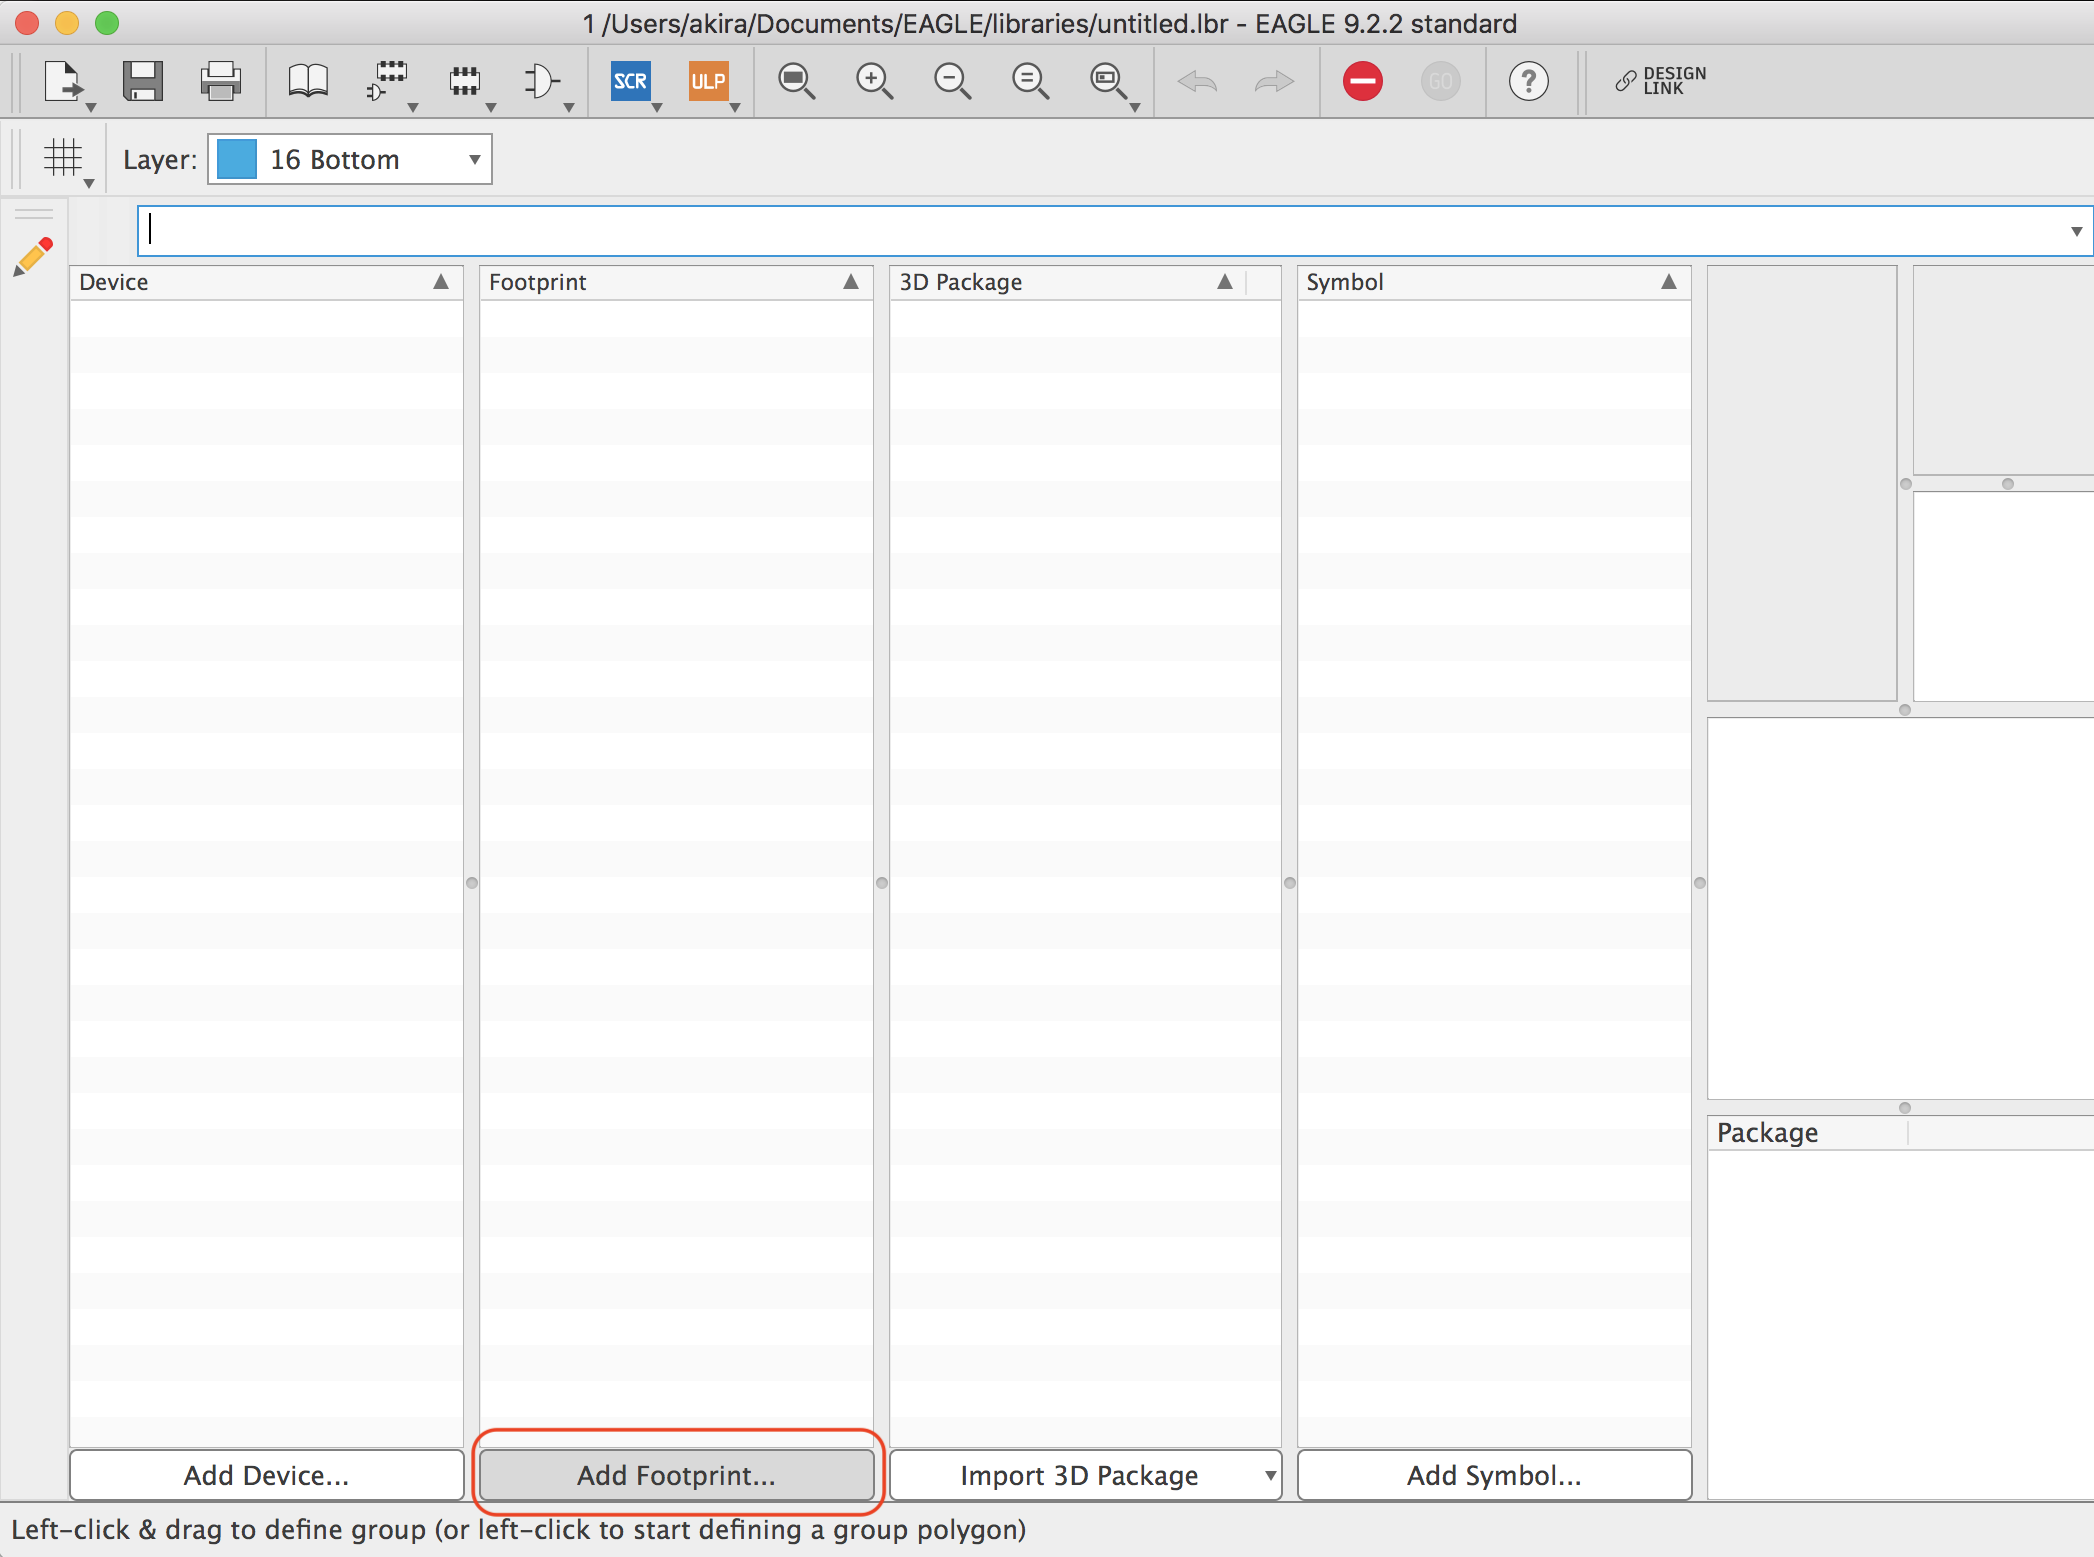 1 /Users/akira/Documents/EAGLE/libraries/untitled.lbr - EAGLE 9.2.2 standard
SCR ULP GO ? DESIGN
LINK
Layer: 16 Bottom
Device Footprint 3D Package Symbol
Package
Add Device... Add Footprint... Import 3D Package Add Symbol...
Left-click & drag to define group (or left-click to start defining a group polygon)